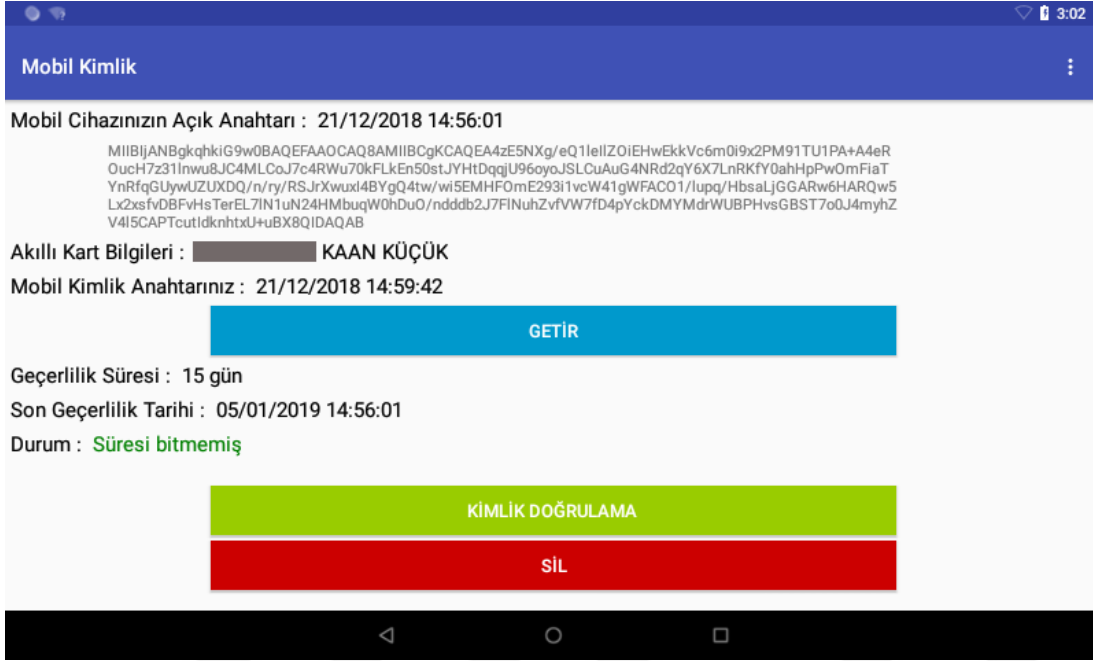 3:02
Mobil Kimlik
Mobil Cihazınızın Açık Anahtarı : 21/12/2018 14:56:01
MIIBIjANBgkqhkiG9w0BAQEFAAOCAQ8AMIIBCgKCAQEA4zE5NXg/eQ1leIlZOiEHwEkkVc6m0i9x2PM91TU1PA+A4eR
OucH7z31lnwu8JC4MLCoJ7c4RWu70kFLkEn50stJYHtDqqjU96oyoJSLCuAuG4NRd2qY6X7LnRKfY0ahHpPwOmFiaT
YnRfqGUywUZUXDQ/n/ry/RSJrXwuxI4BYgQ4tw/wi5EMHFOmE293i1vcW41gWFACO1/lupq/HbsaLjGGARw6HARQw5
Lx2xsfvDBFvHsTerEL7lN1uN24HMbuqW0hDuO/ndddb2J7FlNuhZvfVW7fD4pYckDMYMdrWUBPHvsGBST7o0J4myhZ
V4I5CAPTcutIdknhtxU+uBX8QIDAQAB
Akıllı Kart Bilgileri : KAAN KÜÇÜK
Mobil Kimlik Anahtarınız : 21/12/2018 14:59:42
GETİR
Geçerlilik Süresi : 15 gün
Son Geçerlilik Tarihi : 05/01/2019 14:56:01
Durum : Süresi bitmemiş
KİMLİK DOĞRULAMA
SİL